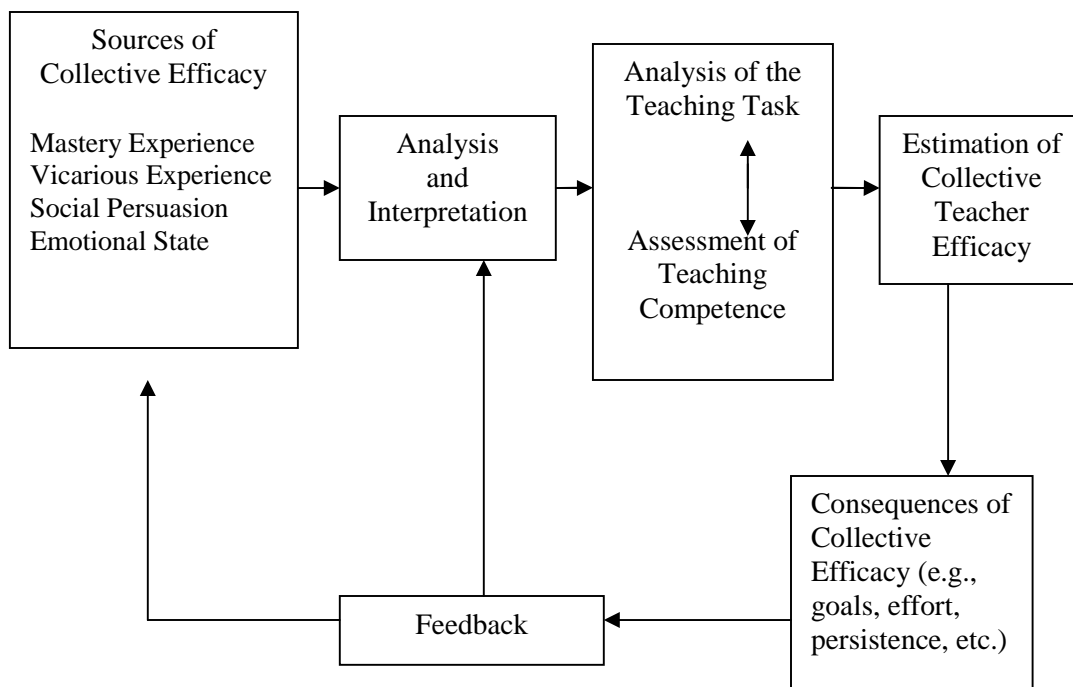 Sources of
Collective Efficacy
Mastery Experience
Vicarious Experience
Social Persuasion
Emotional State
Analysis
and
Interpretation
Analysis of the
Teaching Task
Assessment of
Teaching
Competence
Estimation of
Collective
Teacher
Efficacy
Consequences of
Collective
Efficacy (e.g.,
goals, effort,
persistence, etc.)
Feedback